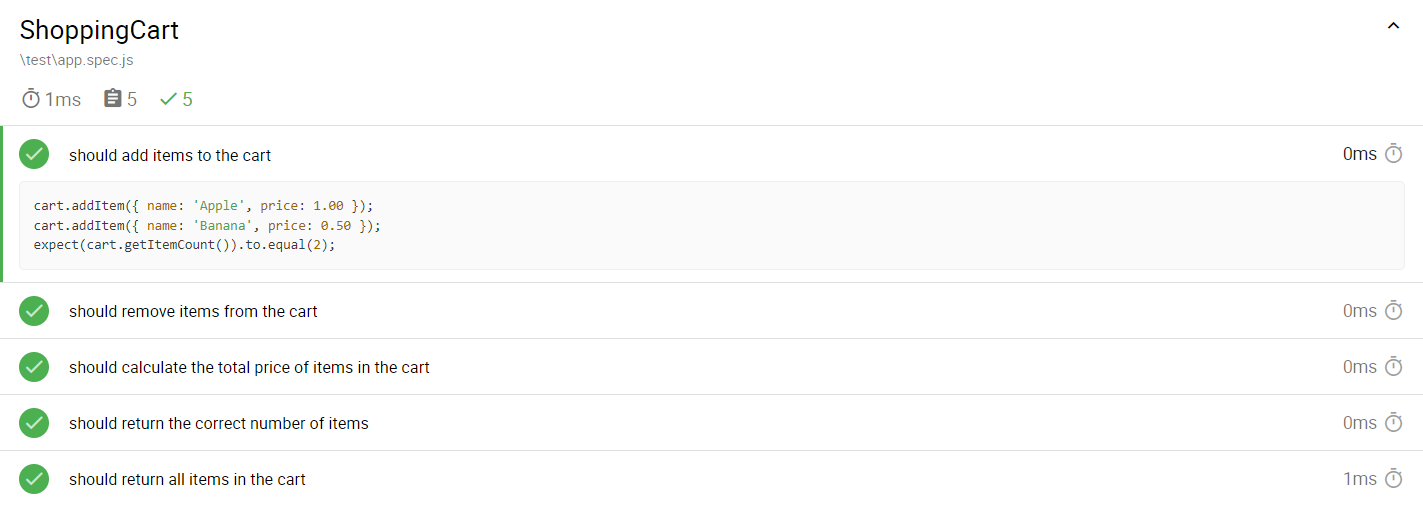 ShoppingCart
\test\app.spec.js
1ms 5 5
should add items to the cart 0ms
cart.addItem({ name: 'Apple', price: 1.00 });
cart.addItem({ name: 'Banana', price: 0.50 });
expect(cart.getItemCount()).to.equal(2);
should remove items from the cart 0ms
should calculate the total price of items in the cart 0ms
should return the correct number of items 0ms
should return all items in the cart 1ms